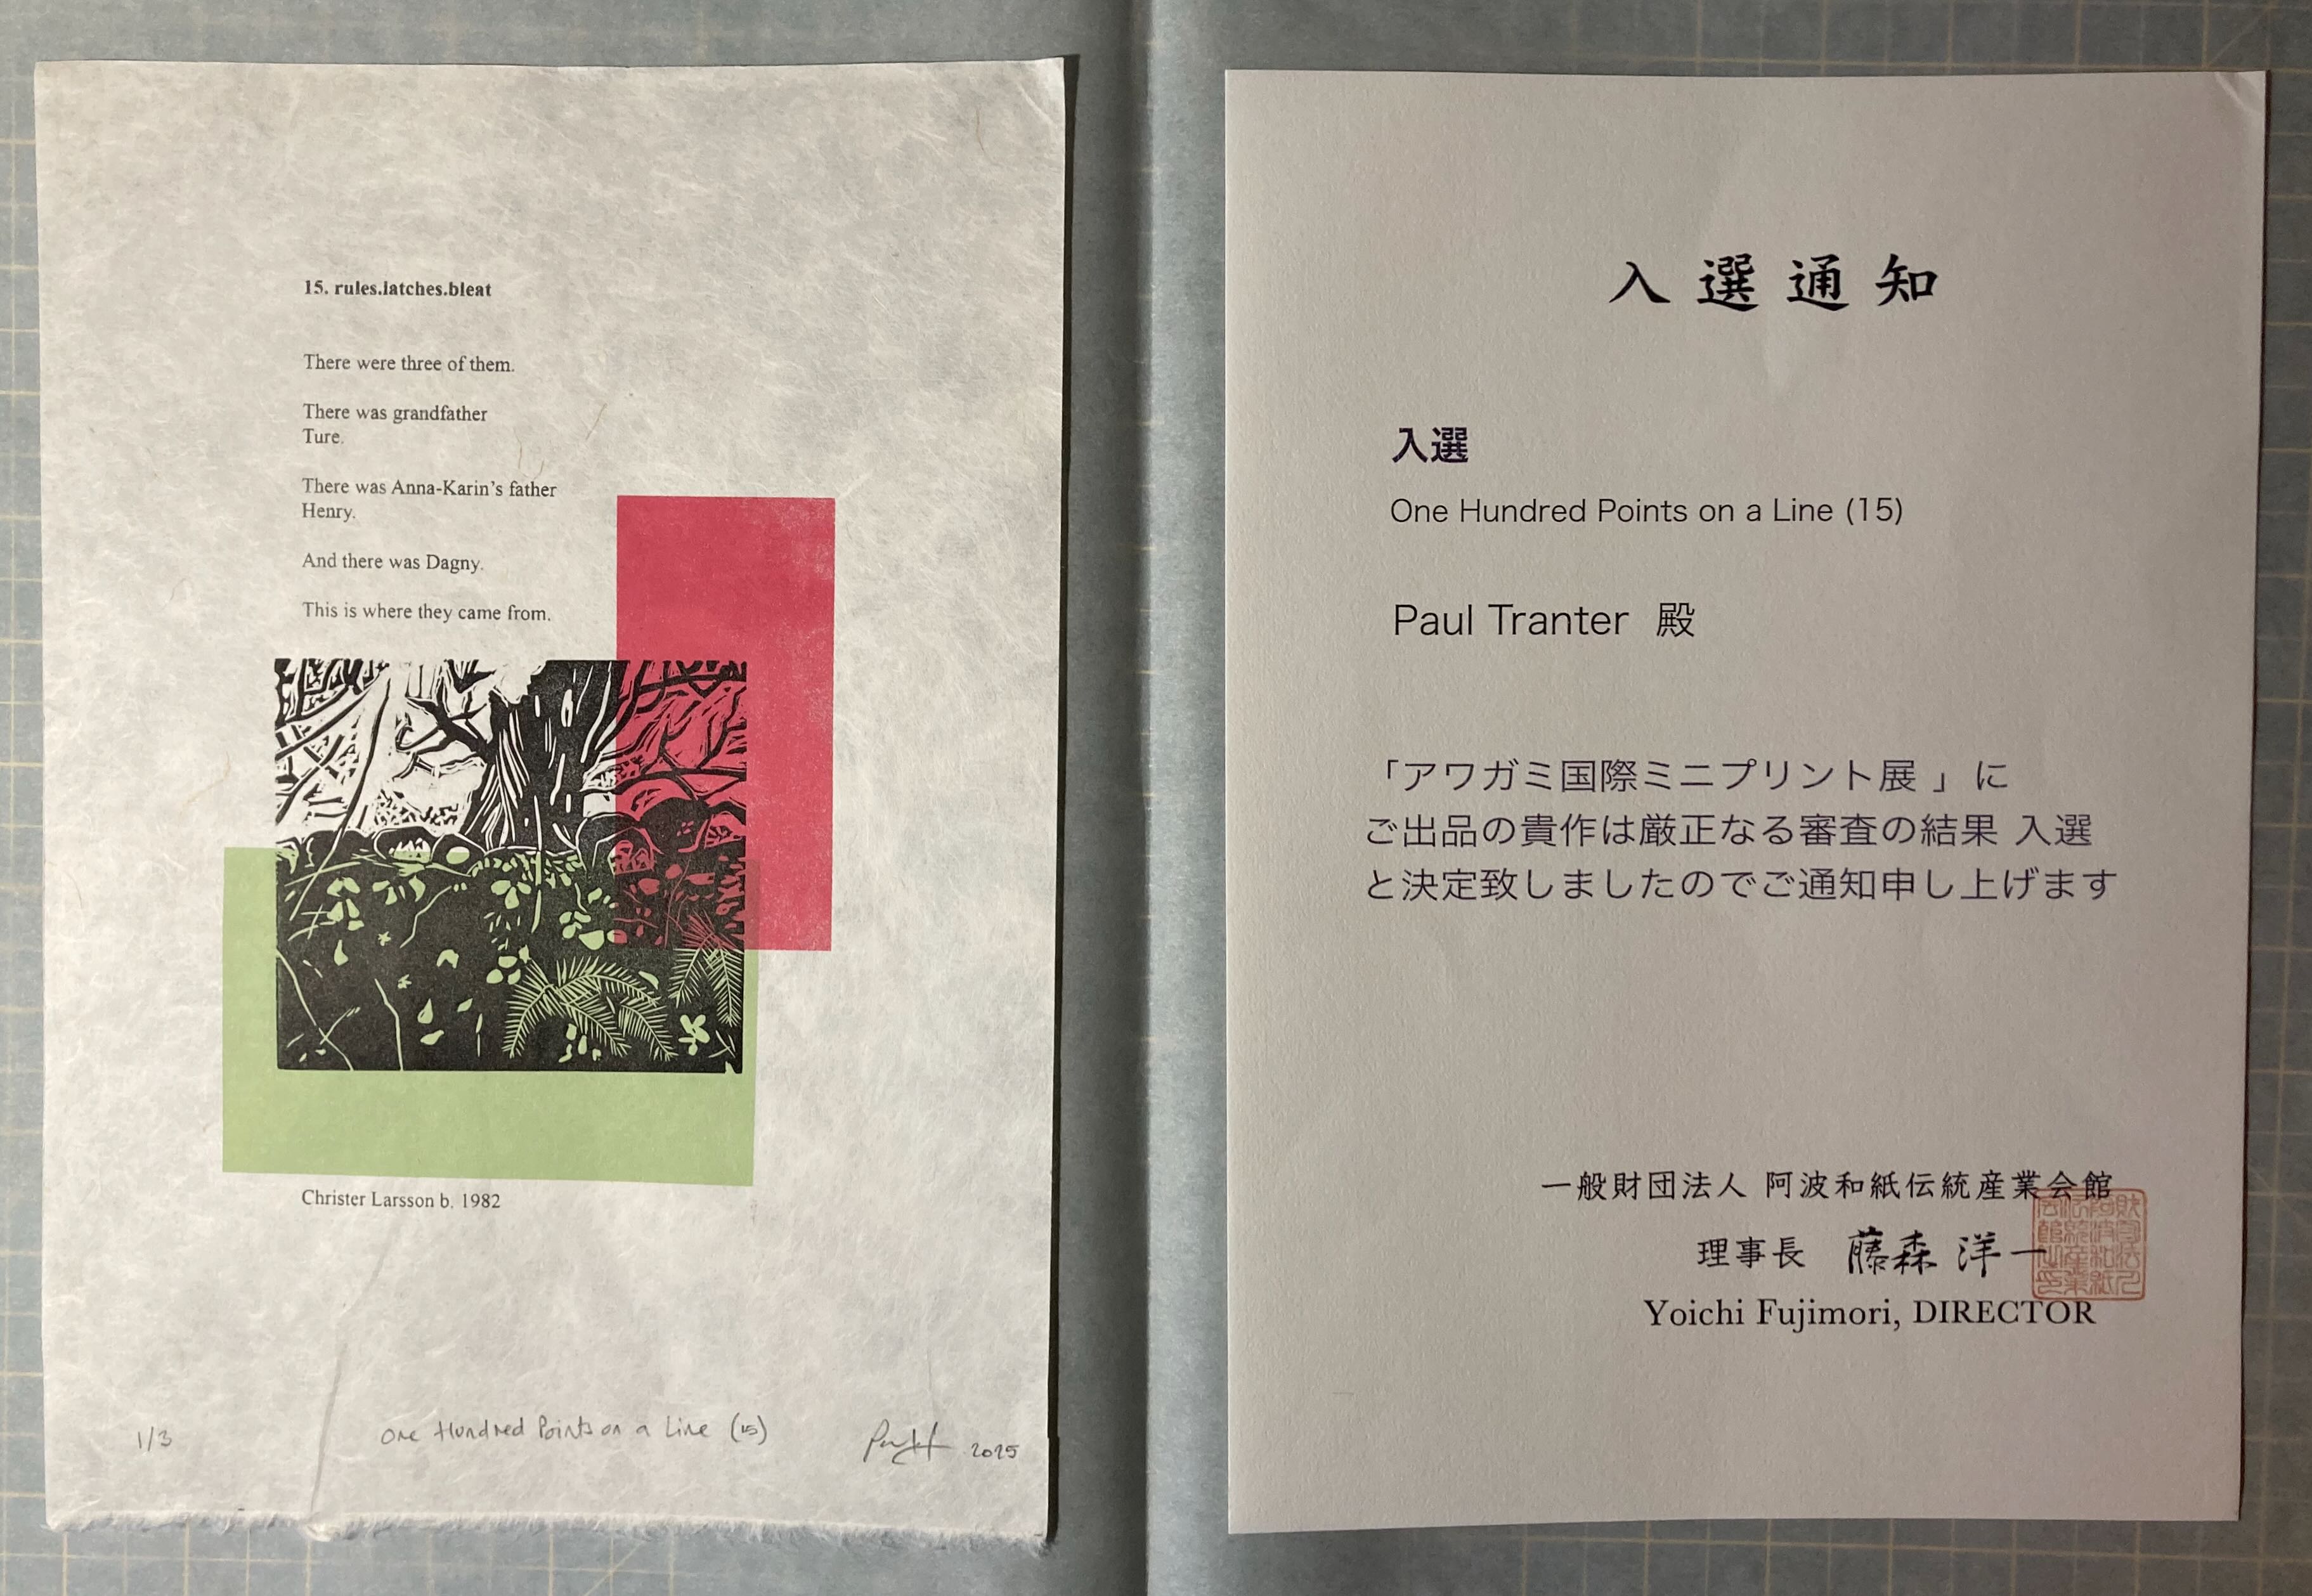 15. rules.latches.bleat
There were three of them.
There was grandfather
Ture.
There was Anna-Karin's father
Henry.
And there was Dagny.
This is where they came from.
Christer Larsson b. 1982
1/3
One Hundred Points on a Line (15)
2025
入選通知
入選
One Hundred Points on a Line (15)
Paul Tranter 殿
「アワガミ国際ミニプリント展 」に
ご出品の貴作は厳正なる審査の結果 入選
と決定致しましたのでご通知申し上げます
一般財団法人 阿波和紙伝統産業会館
理事長 藤森 洋一
Yoichi Fujimori, DIRECTOR